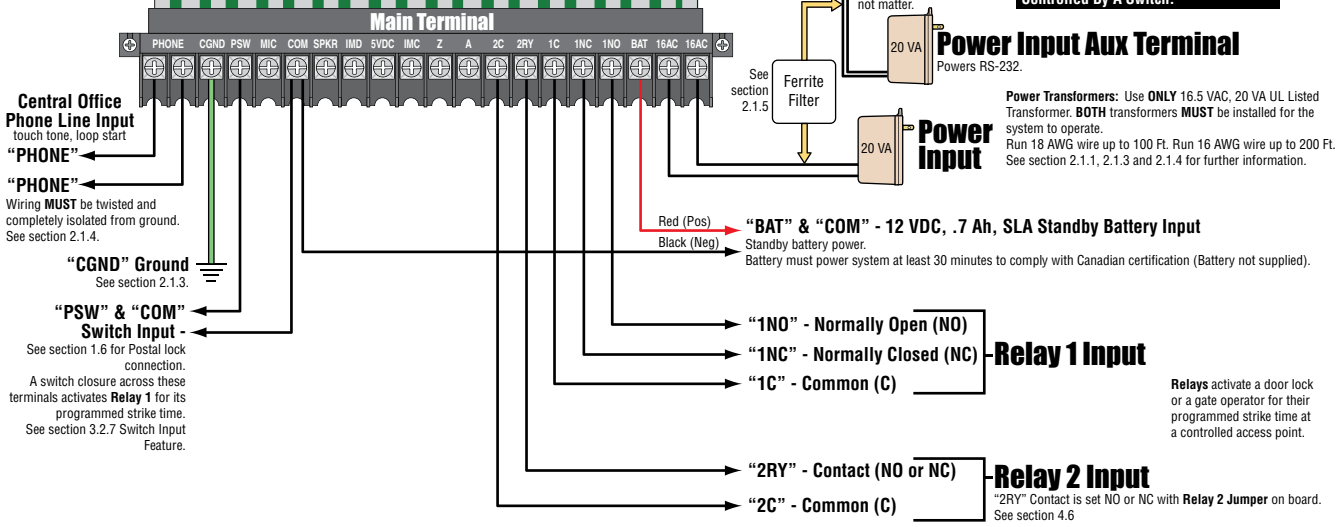 not matter.
Controlled By A Switch.
Main Terminal
PHONE CGND PSW MIC COM SPKR IMD 5VDC IMC Z A 2C 2RY 1C 1NC 1NO BAT 16AC 16AC
20 VA
Power Input Aux Terminal
Powers RS-232.
See
section
2.1.5
Ferrite
Filter
Power Transformers: Use ONLY 16.5 VAC, 20 VA UL Listed
Transformer. BOTH transformers MUST be installed for the
system to operate.
Run 18 AWG wire up to 100 Ft. Run 16 AWG wire up to 200 Ft.
See section 2.1.1, 2.1.3 and 2.1.4 for further information.
20 VA
Power
Input
Central Office
Phone Line Input
touch tone, loop start
“PHONE”
“PHONE”
Wiring MUST be twisted and
completely isolated from ground.
See section 2.1.4.
“CGND” Ground
See section 2.1.3.
Red (Pos)
Black (Neg)
“BAT” & “COM” - 12 VDC, .7 Ah, SLA Standby Battery Input
Standby battery power.
Battery must power system at least 30 minutes to comply with Canadian certification (Battery not supplied).
“PSW” & “COM”
Switch Input -
See section 1.6 for Postal lock
connection.
A switch closure across these
terminals activates Relay 1 for its
programmed strike time.
See section 3.2.7 Switch Input
Feature.
“1NO” - Normally Open (NO)
“1NC” - Normally Closed (NC)
“1C” - Common (C)
Relay 1 Input
Relays activate a door lock
or a gate operator for their
programmed strike time at
a controlled access point.
“2RY” - Contact (NO or NC)
“2C” - Common (C)
Relay 2 Input
“2RY” Contact is set NO or NC with Relay 2 Jumper on board.
See section 4.6